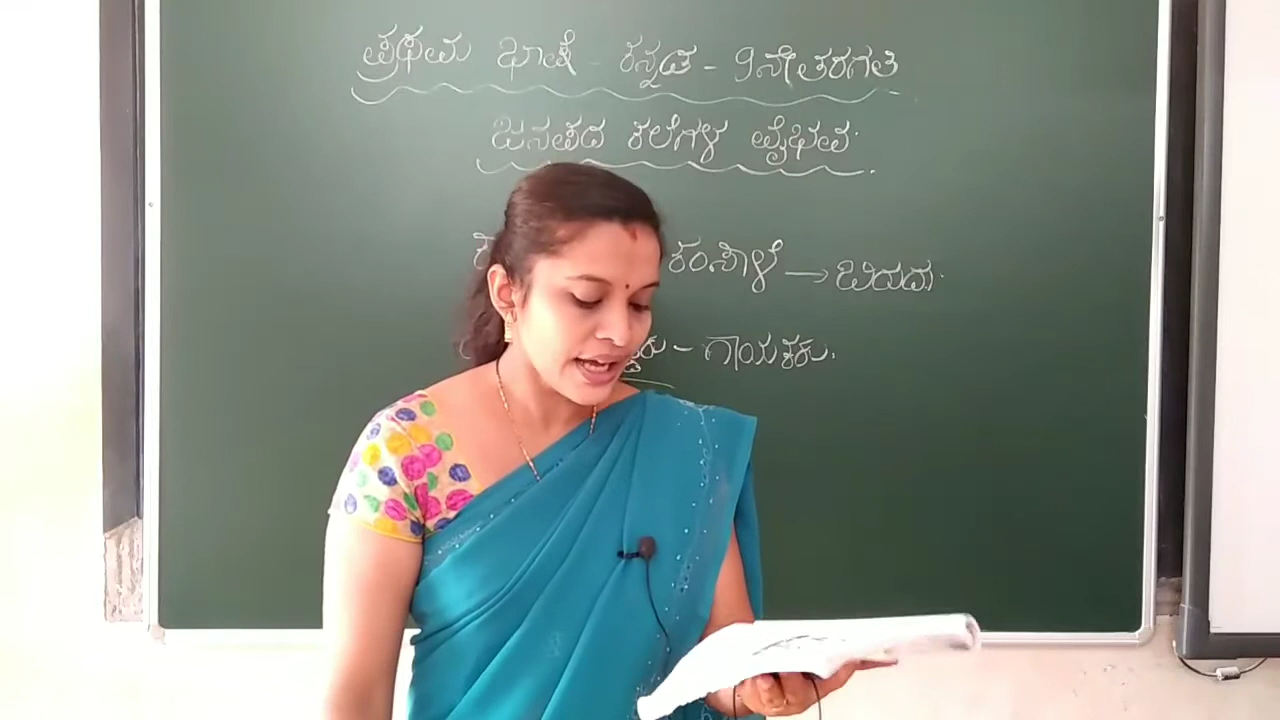 ಪ್ರಥಮ ಭಾಷೆ - ಕನ್ನಡ - 9ನೇ ತರಗತಿ
ಜನಪದ ಕಲೆಗಳ ವೈಭವ.
ಕಂಸಾಳೆ → ಬಿರುದು.
- ಗಾಯಕರು.